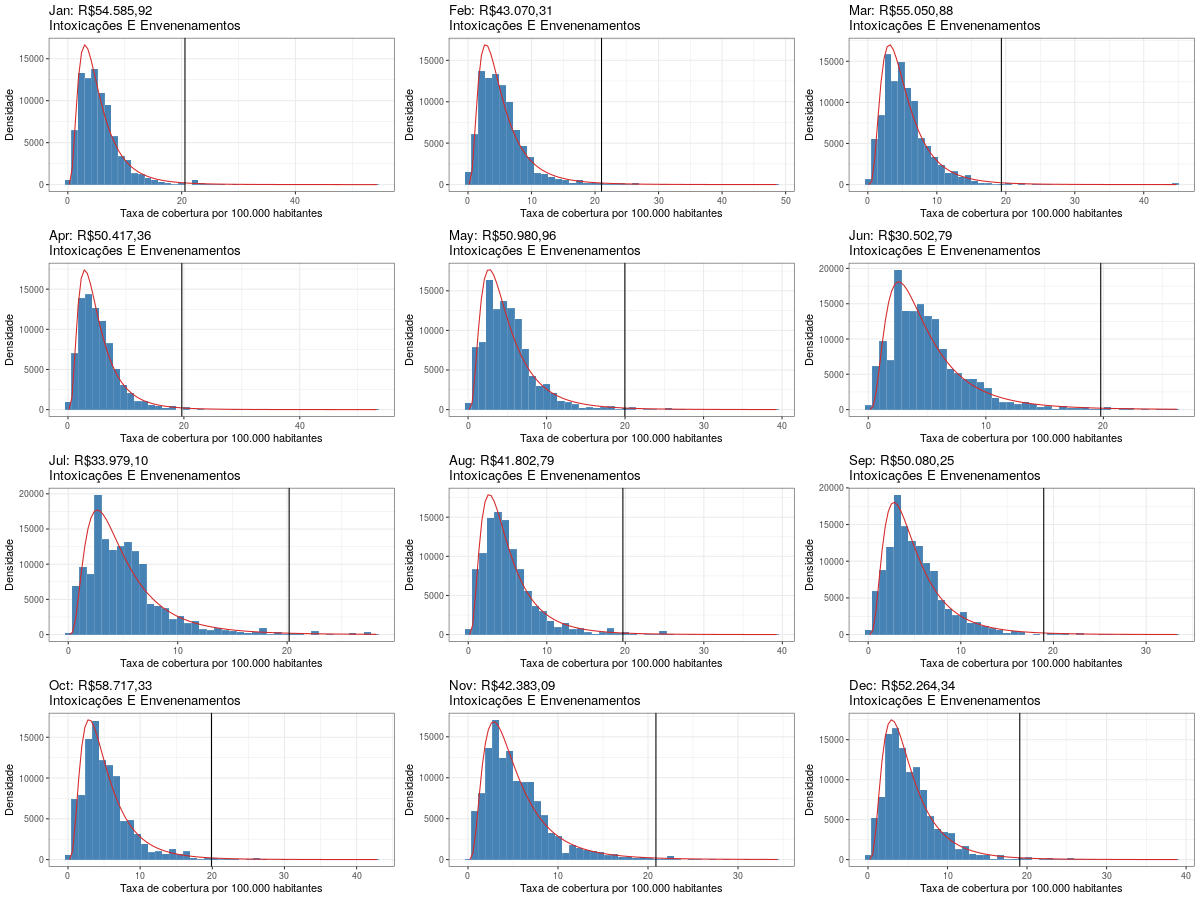 Jan: R$54.585,92
Intoxicações E Envenenamentos
Densidade
15000
10000
5000
0
0 20 40
Taxa de cobertura por 100.000 habitantes
Feb: R$43.070,31
Intoxicações E Envenenamentos
Densidade
15000
10000
5000
0
0 10 20 30 40 50
Taxa de cobertura por 100.000 habitantes
Mar: R$55.050,88
Intoxicações E Envenenamentos
Densidade
15000
10000
5000
0
0 10 20 30 40
Taxa de cobertura por 100.000 habitantes
Apr: R$50.417,36
Intoxicações E Envenenamentos
Densidade
15000
10000
5000
0
0 20 40
Taxa de cobertura por 100.000 habitantes
May: R$50.980,96
Intoxicações E Envenenamentos
Densidade
15000
10000
5000
0
0 10 20 30 40
Taxa de cobertura por 100.000 habitantes
Jun: R$30.502,79
Intoxicações E Envenenamentos
Densidade
20000
15000
10000
5000
0
0 10 20
Taxa de cobertura por 100.000 habitantes
Jul: R$33.979,10
Intoxicações E Envenenamentos
Densidade
20000
15000
10000
5000
0
0 10 20
Taxa de cobertura por 100.000 habitantes
Aug: R$41.802,79
Intoxicações E Envenenamentos
Densidade
15000
10000
5000
0
0 10 20 30 40
Taxa de cobertura por 100.000 habitantes
Sep: R$50.080,25
Intoxicações E Envenenamentos
Densidade
20000
15000
10000
5000
0
0 10 20 30
Taxa de cobertura por 100.000 habitantes
Oct: R$58.717,33
Intoxicações E Envenenamentos
Densidade
15000
10000
5000
0
0 10 20 30 40
Taxa de cobertura por 100.000 habitantes
Nov: R$42.383,09
Intoxicações E Envenenamentos
Densidade
15000
10000
5000
0
0 10 20 30
Taxa de cobertura por 100.000 habitantes
Dec: R$52.264,34
Intoxicações E Envenenamentos
Densidade
15000
10000
5000
0
0 10 20 30 40
Taxa de cobertura por 100.000 habitantes